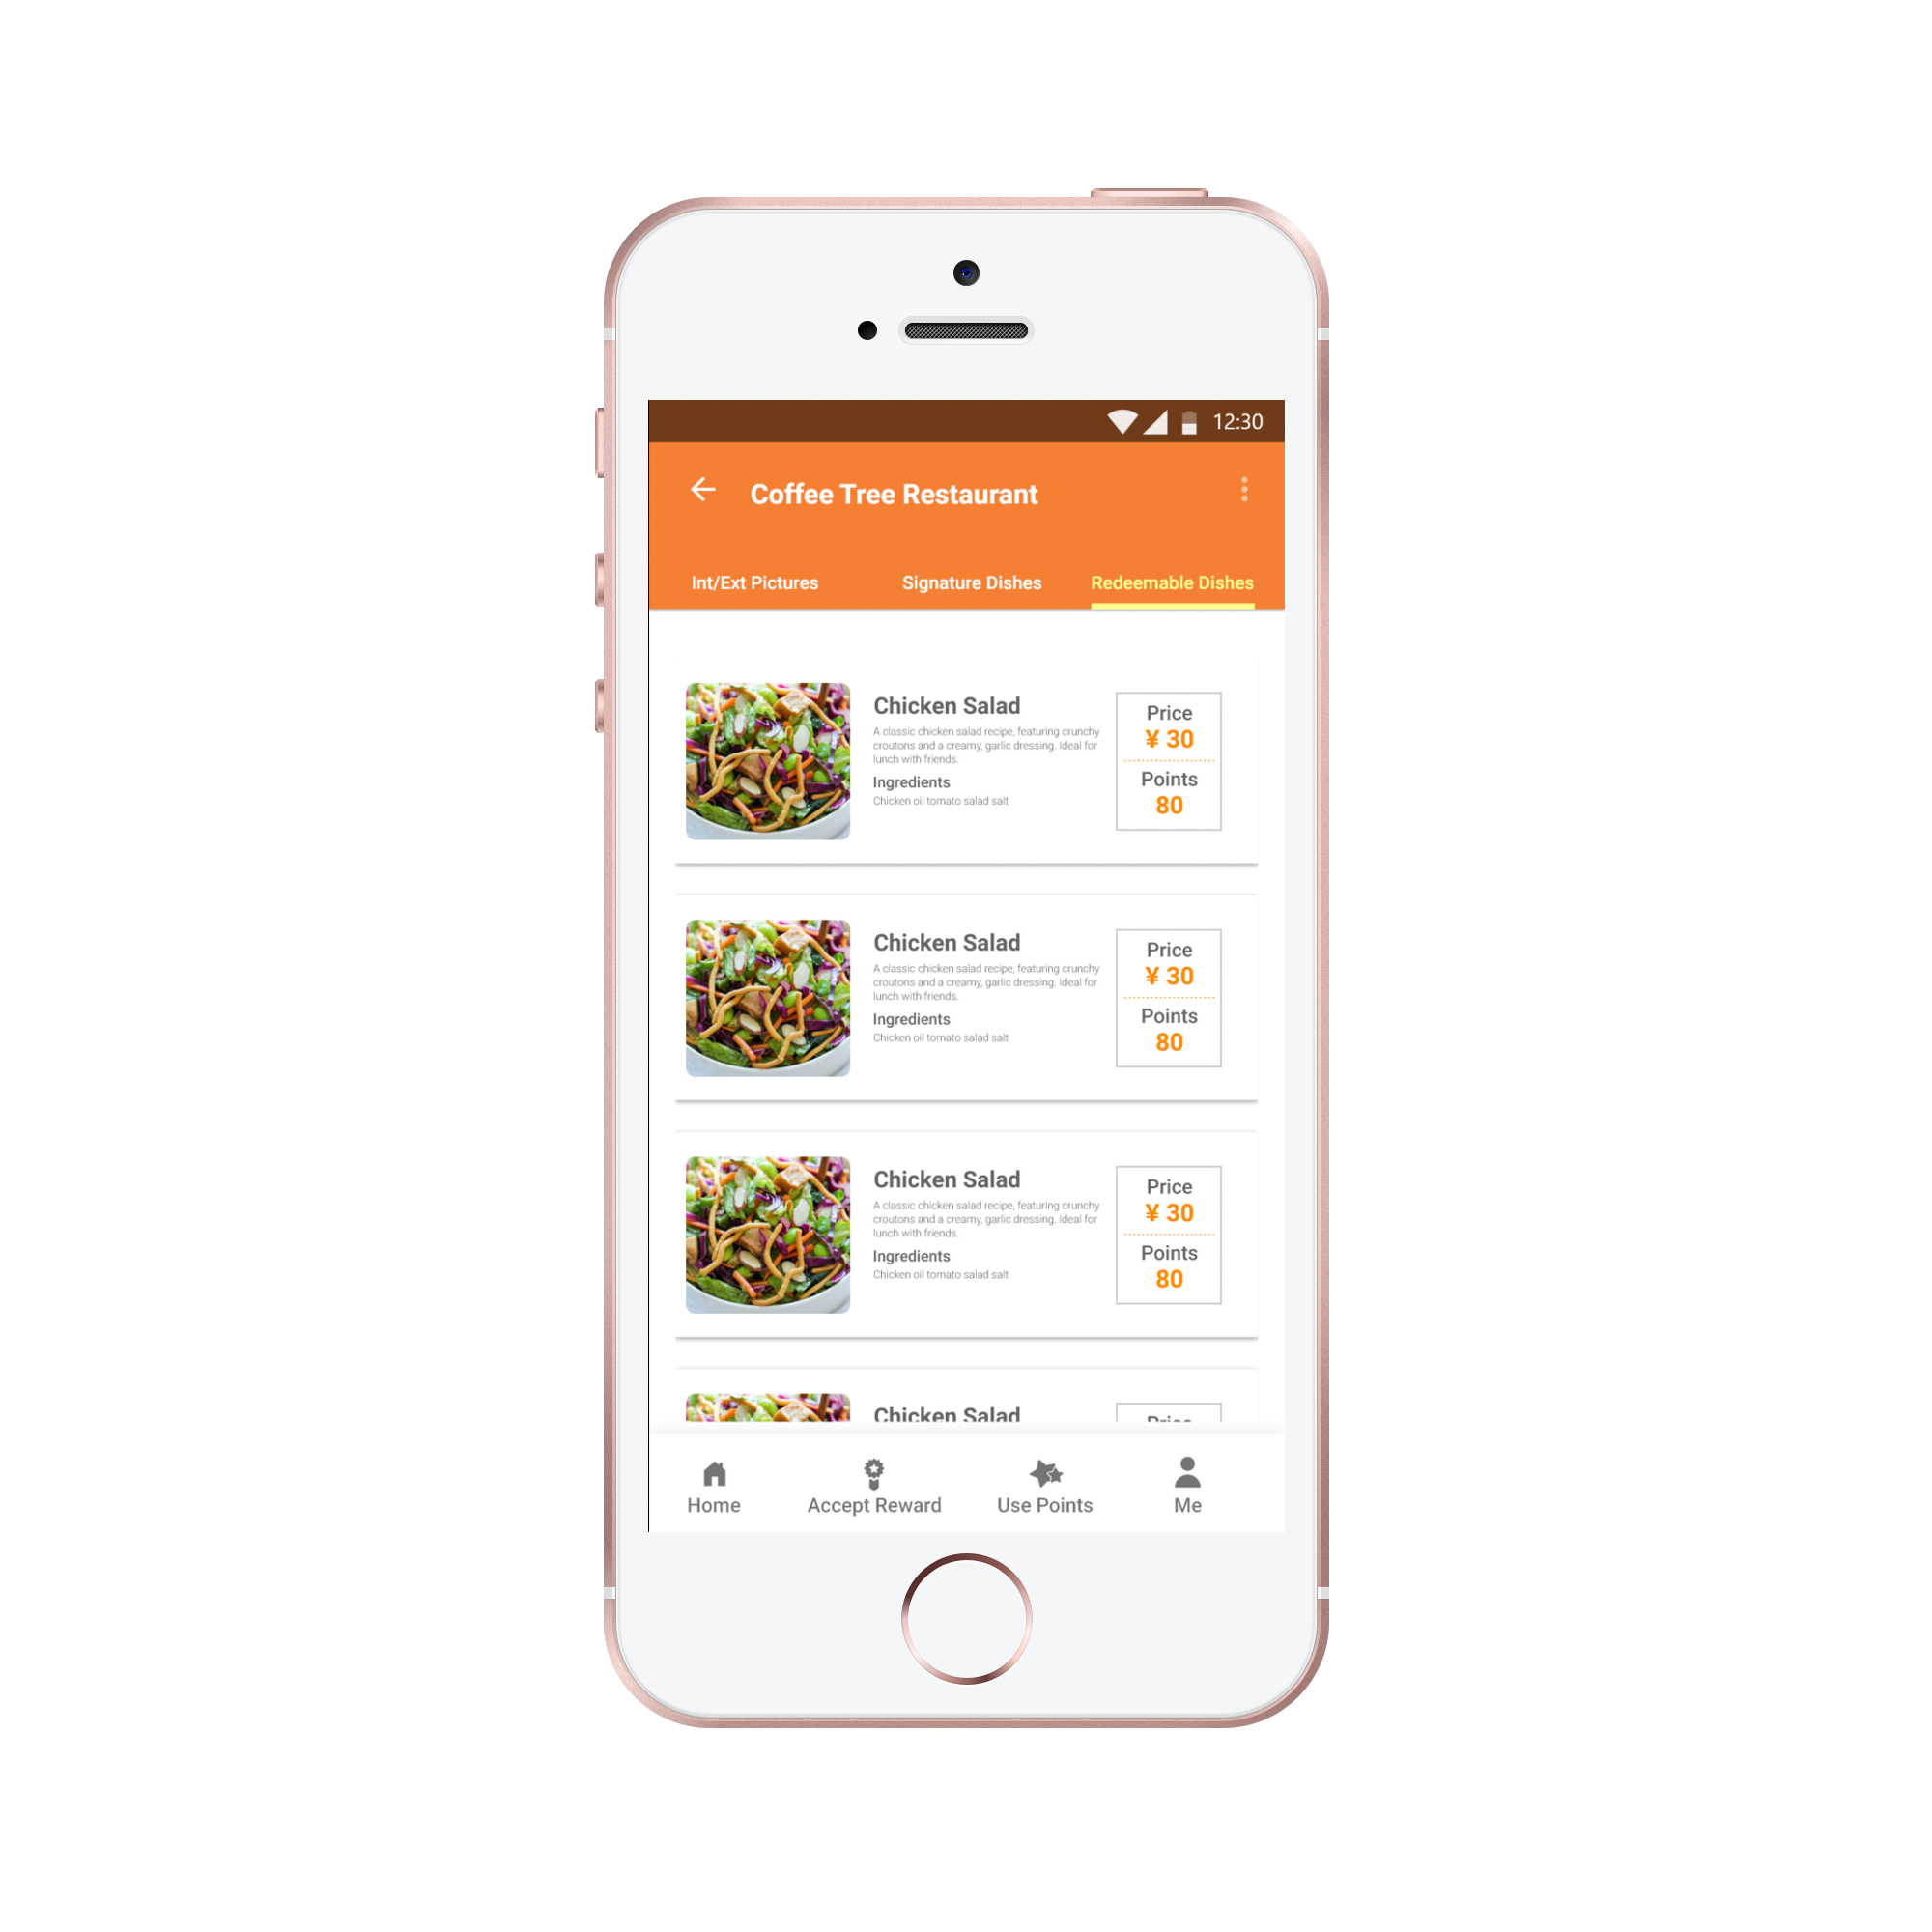 12:30
Coffee Tree Restaurant
Int/Ext Pictures
Signature Dishes
Redeemable Dishes
Chicken Salad
A classic chicken salad recipe, featuring crunchy
croutons and a creamy, garlic dressing. Ideal for
lunch with friends.
Ingredients
Chicken oil tomato salad salt
Price
¥ 30
Points
80
Chicken Salad
A classic chicken salad recipe, featuring crunchy
croutons and a creamy, garlic dressing. Ideal for
lunch with friends.
Ingredients
Chicken oil tomato salad salt
Price
¥ 30
Points
80
Chicken Salad
A classic chicken salad recipe, featuring crunchy
croutons and a creamy, garlic dressing. Ideal for
lunch with friends.
Ingredients
Chicken oil tomato salad salt
Price
¥ 30
Points
80
Chicken Salad
Price
Home
Accept Reward
Use Points
Me